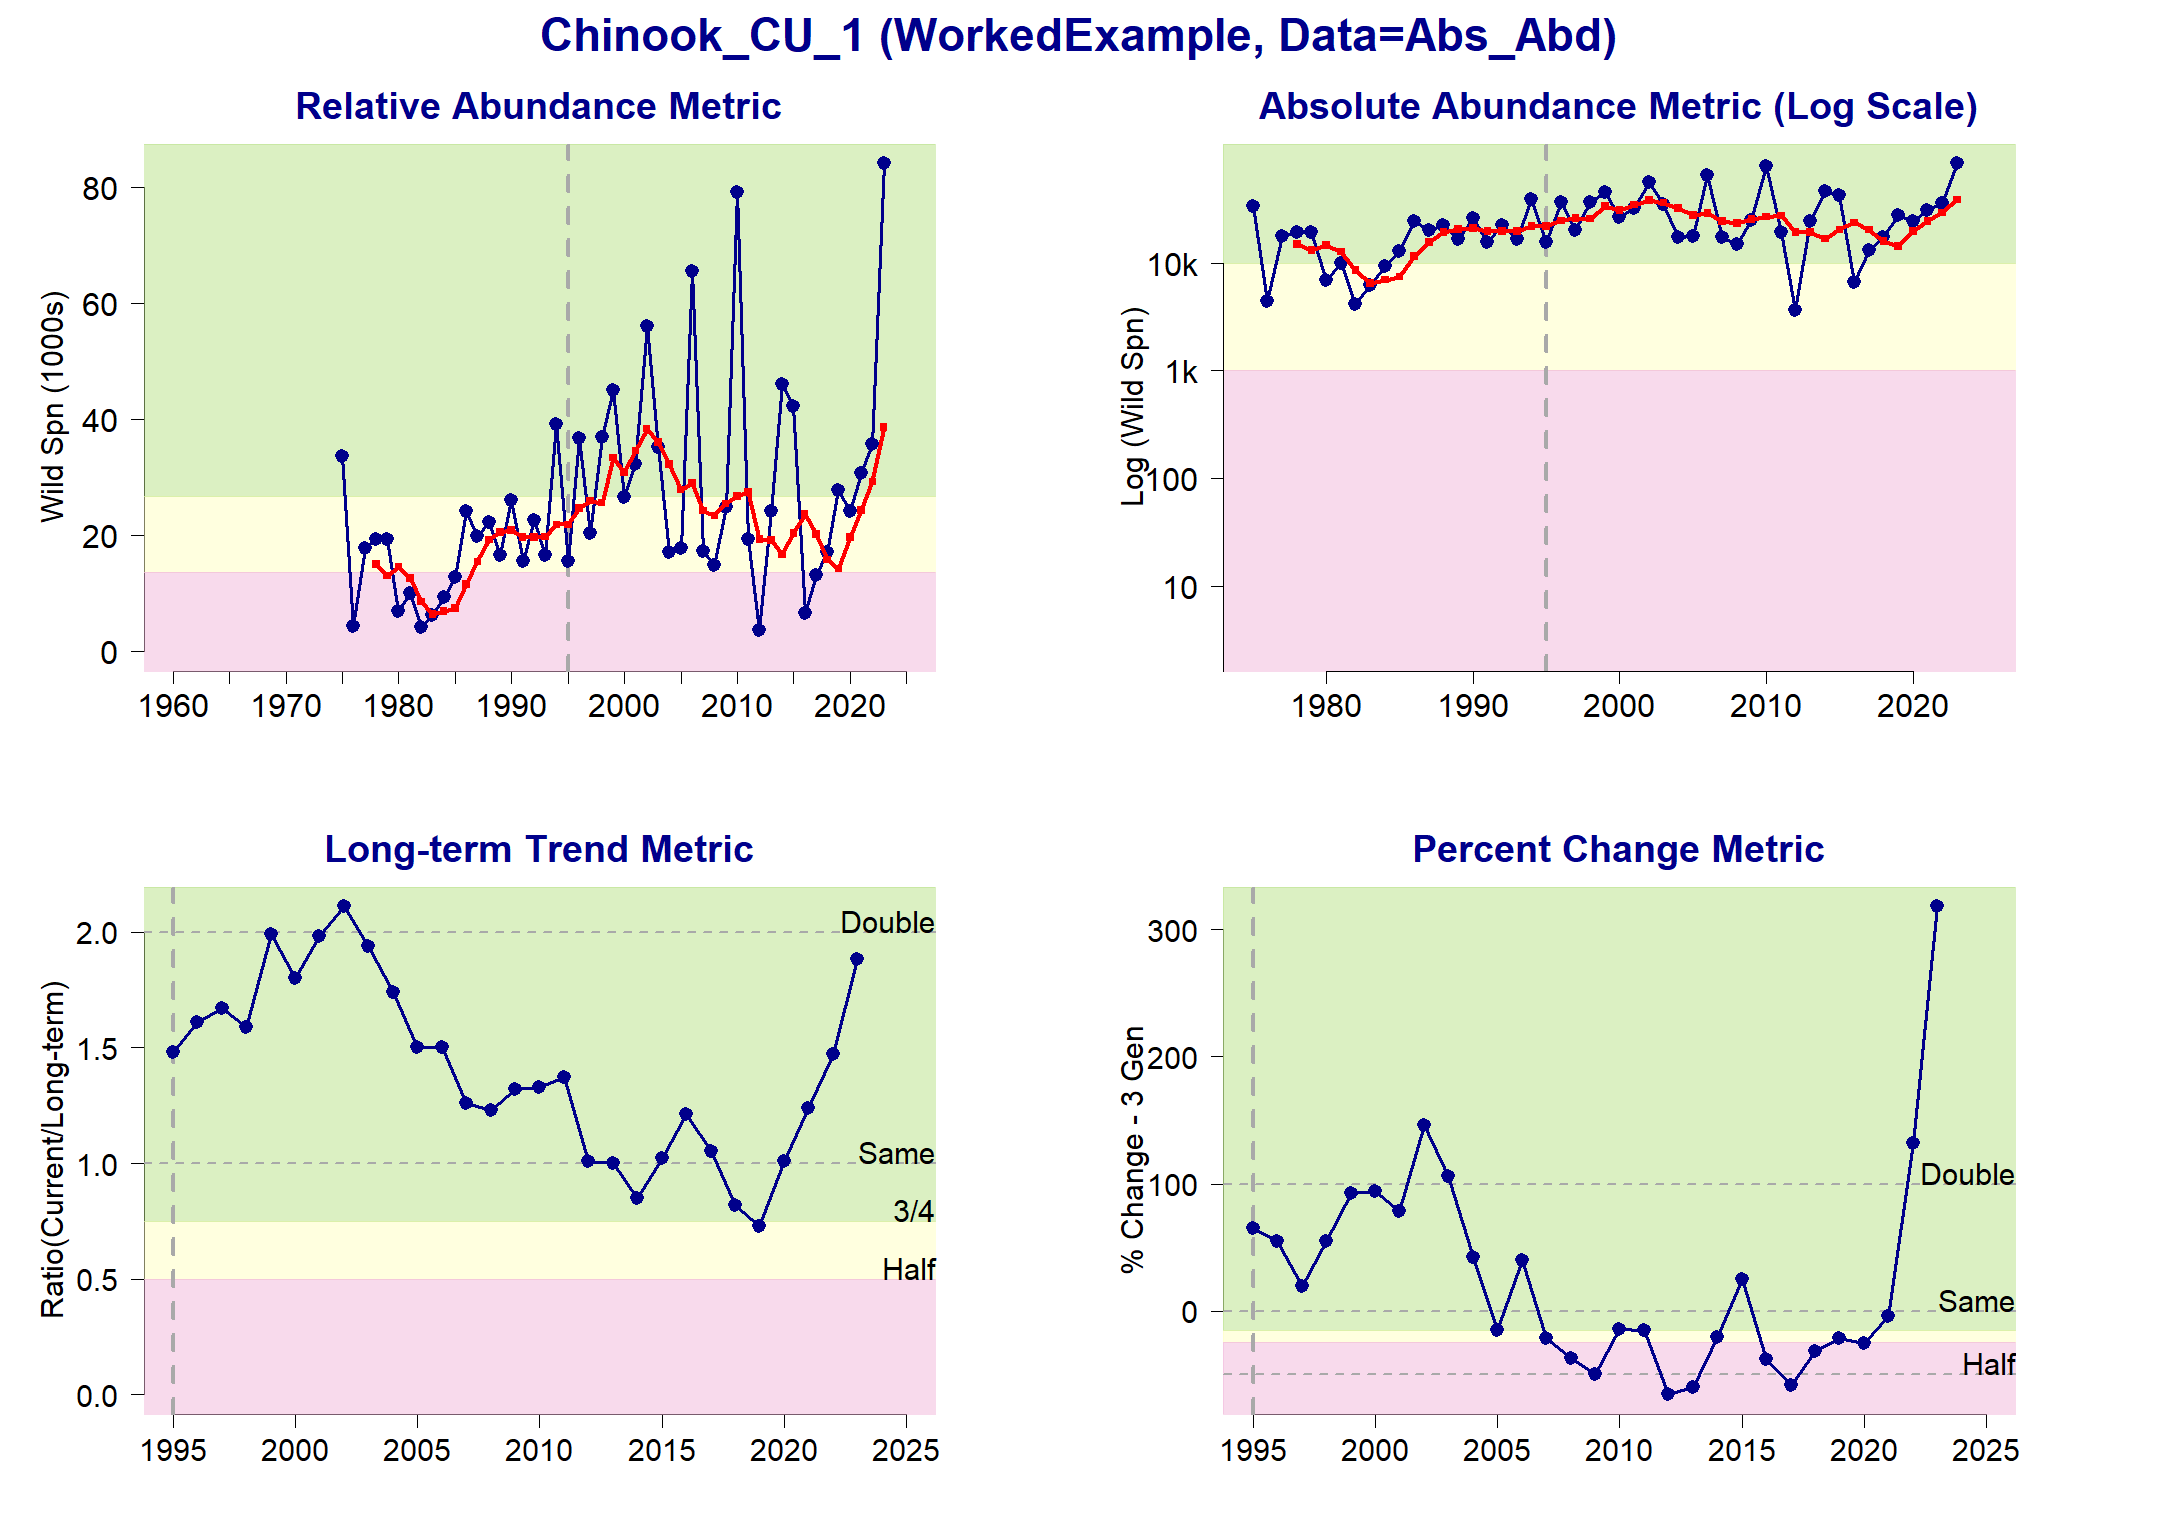 Chinook_CU_1 (WorkedExample, Data=Abs_Abd)
Relative Abundance Metric
Wild Spn (1000s)
80
60
40
20
0
1960 1970 1980 1990 2000 2010 2020
Absolute Abundance Metric (Log Scale)
Log (Wild Spn)
10k
1k
100
10
1980 1990 2000 2010 2020
Long-term Trend Metric
Ratio(Current/Long-term)
2.0
1.5
1.0
0.5
0.0
Double
Same
3/4
Half
1995 2000 2005 2010 2015 2020 2025
Percent Change Metric
% Change - 3 Gen
300
200
100
0
Double
Same
Half
1995 2000 2005 2010 2015 2020 2025